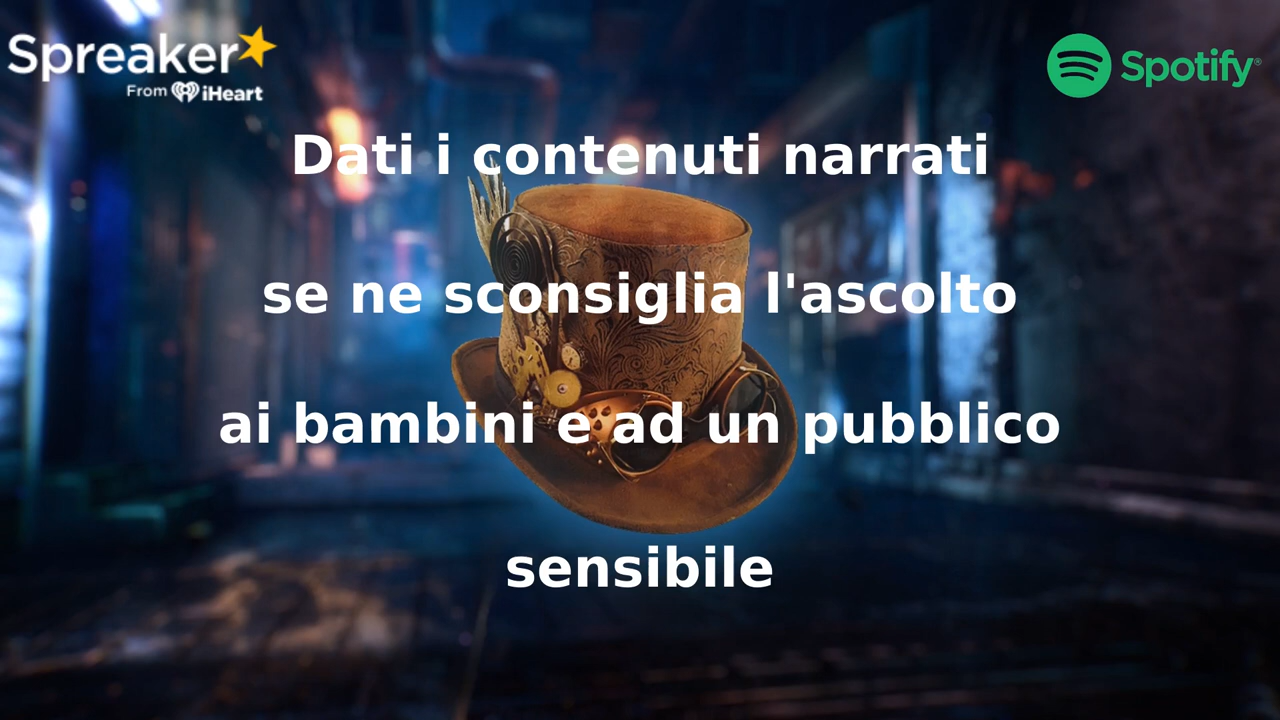 Spreaker
From iHeart
Spotify®
Dati i contenuti narrati
se ne sconsiglia l'ascolto
ai bambini e ad un pubblico
sensibile